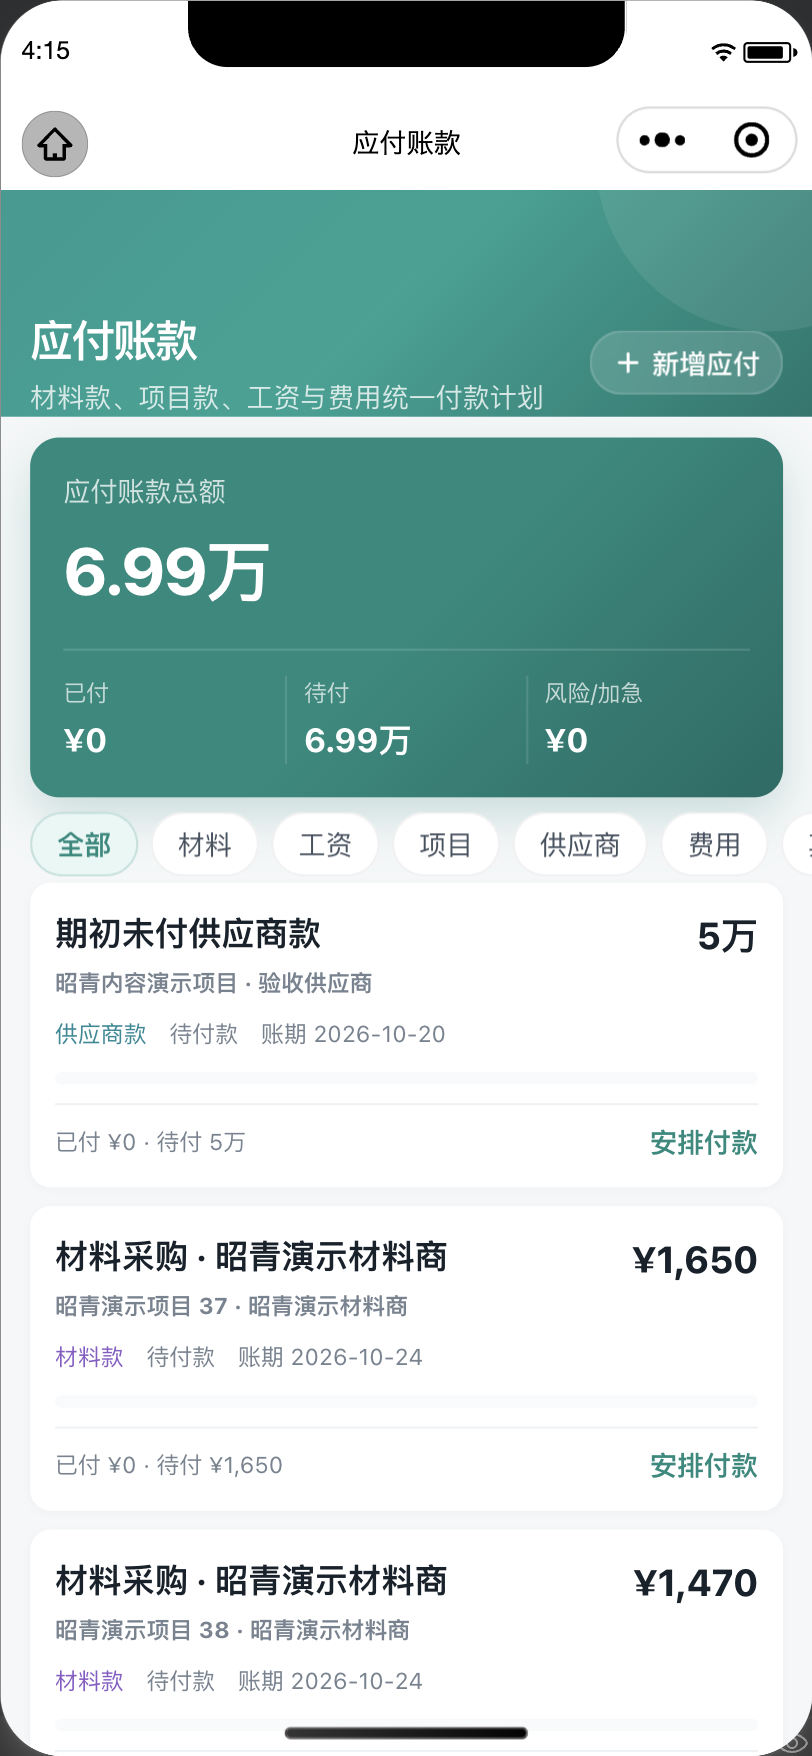 4:15
应付账款
应付账款
材料款、项目款、工资与费用统一付款计划
+ 新增应付
应付账款总额
6.99万
已付 待付 风险/加急
¥0 6.99万 ¥0
全部 材料 工资 项目 供应商 费用
期初未付供应商款 5万
昭青内容演示项目 · 验收供应商
供应商款 待付款 账期 2026-10-20
已付 ¥0 · 待付 5万 安排付款
材料采购 · 昭青演示材料商 ¥1,650
昭青演示项目 37 · 昭青演示材料商
材料款 待付款 账期 2026-10-24
已付 ¥0 · 待付 ¥1,650 安排付款
材料采购 · 昭青演示材料商 ¥1,470
昭青演示项目 38 · 昭青演示材料商
材料款 待付款 账期 2026-10-24